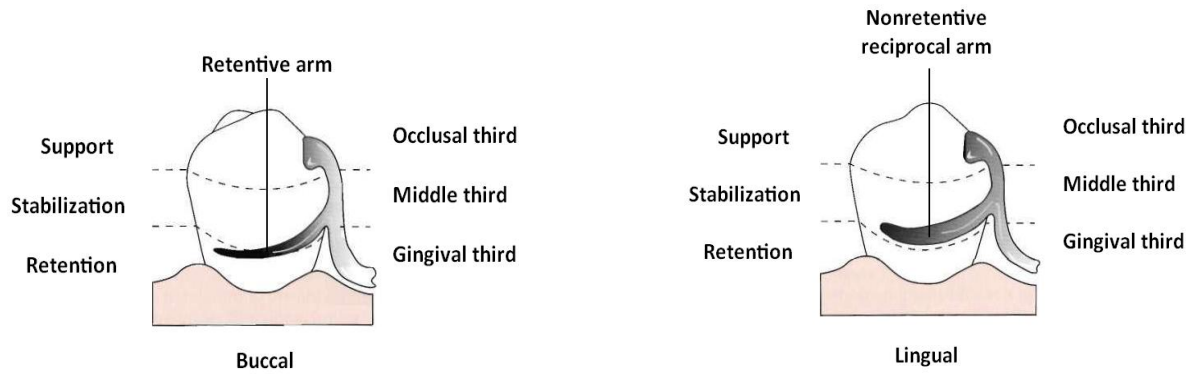 Retentive arm
Support
Occlusal third
Stabilization
Middle third
Retention
Gingival third
Buccal
Nonretentive
reciprocal arm
Support
Occlusal third
Stabilization
Middle third
Retention
Gingival third
Lingual